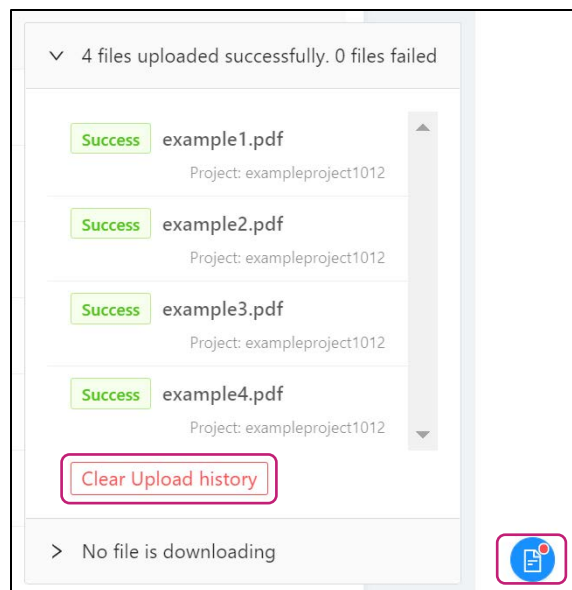 4 files uploaded successfully. 0 files failed
Success example1.pdf
Project: exampleproject1012
Success example2.pdf
Project: exampleproject1012
Success example3.pdf
Project: exampleproject1012
Success example4.pdf
Project: exampleproject1012
Clear Upload history
No file is downloading